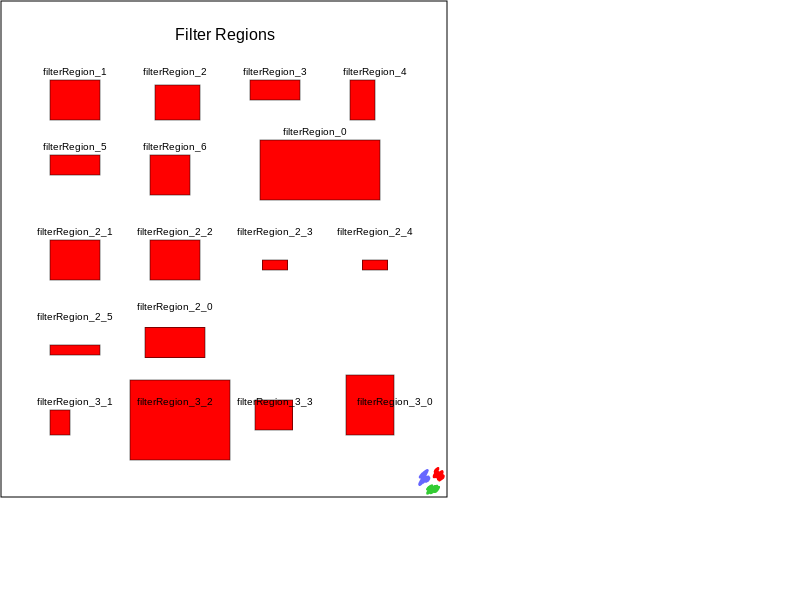 Filter Regions
filterRegion_1 filterRegion_2 filterRegion_3 filterRegion_4
filterRegion_0
filterRegion_5 filterRegion_6
filterRegion_2_1 filterRegion_2_2 filterRegion_2_3 filterRegion_2_4
filterRegion_2_0
filterRegion_2_5
filterRegion_3_1 filterRegion_3_2 filterRegion_3_3 filterRegion_3_0